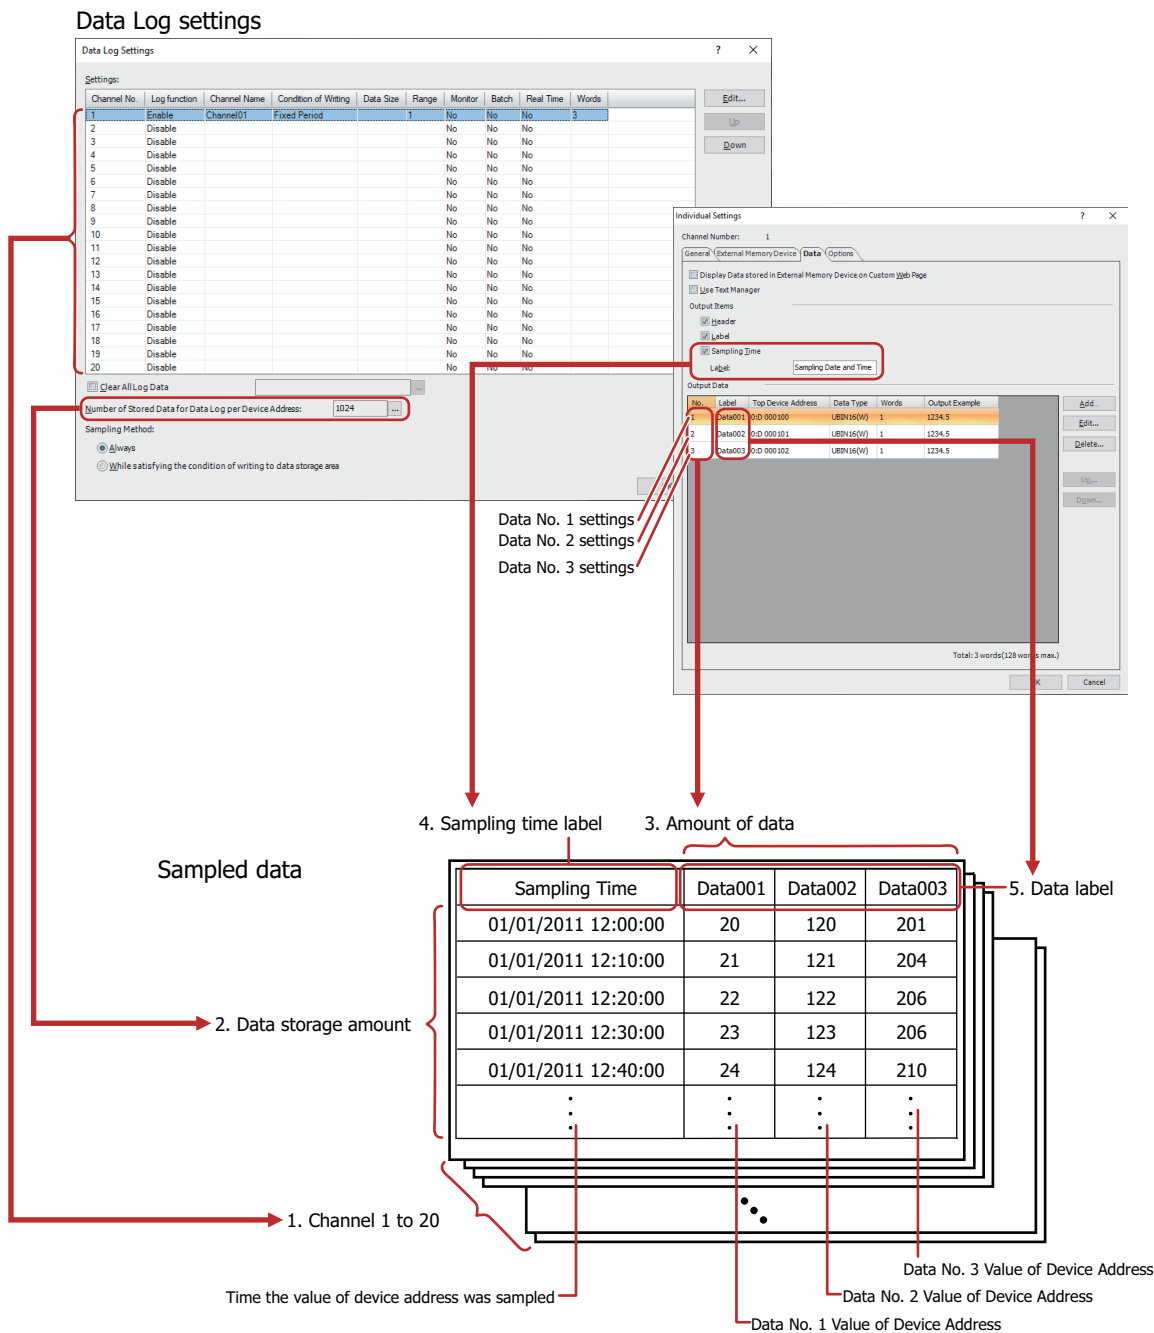 Data Log settings
Data Log Settings ? ×
Settings:
Channel No. Log function Channel Name Condition of Writing Data Size Range Monitor Batch Real Time Words
1 Enable Channel01 Fixed Period 1 No No No 3
2 Disable No No No
3 Disable No No No
4 Disable No No No
5 Disable No No No
6 Disable No No No
7 Disable No No No
8 Disable No No No
9 Disable No No No
10 Disable No No No
11 Disable No No No
12 Disable No No No
13 Disable No No No
14 Disable No No No
15 Disable No No No
16 Disable No No No
17 Disable No No No
18 Disable No No No
19 Disable No No No
20 Disable No No No
Edit...
Up
Down
Clear All Log Data ...
Number of Stored Data for Data Log per Device Address: 1024 ...
Sampling Method:
Always
While satisfying the condition of writing to data storage area
Individual Settings ? ×
Channel Number: 1
General External Memory Device Data Options
Display Data stored in External Memory Device on Custom Web Page
Use Text Manager
Output Items
Header
Label
Sampling Time
Label: Sampling Date and Time
Output Data
No. Label Top Device Address Data Type Words Output Example
1 Data001 0:D 000100 UBIN16(W) 1 1234.5
2 Data002 0:D 000101 UBIN16(W) 1 1234.5
3 Data003 0:D 000102 UBIN16(W) 1 1234.5
Add...
Edit...
Delete...
Up...
Down...
Total: 3 words(128 words max.)
Cancel
Data No. 1 settings
Data No. 2 settings
Data No. 3 settings
4. Sampling time label 3. Amount of data
Sampled data
5. Data label
Sampling Time Data001 Data002 Data003
01/01/2011 12:00:00 20 120 201
01/01/2011 12:10:00 21 121 204
01/01/2011 12:20:00 22 122 206
01/01/2011 12:30:00 23 123 206
01/01/2011 12:40:00 24 124 210
2. Data storage amount
1. Channel 1 to 20
Data No. 3 Value of Device Address
Time the value of device address was sampled
Data No. 2 Value of Device Address
Data No. 1 Value of Device Address